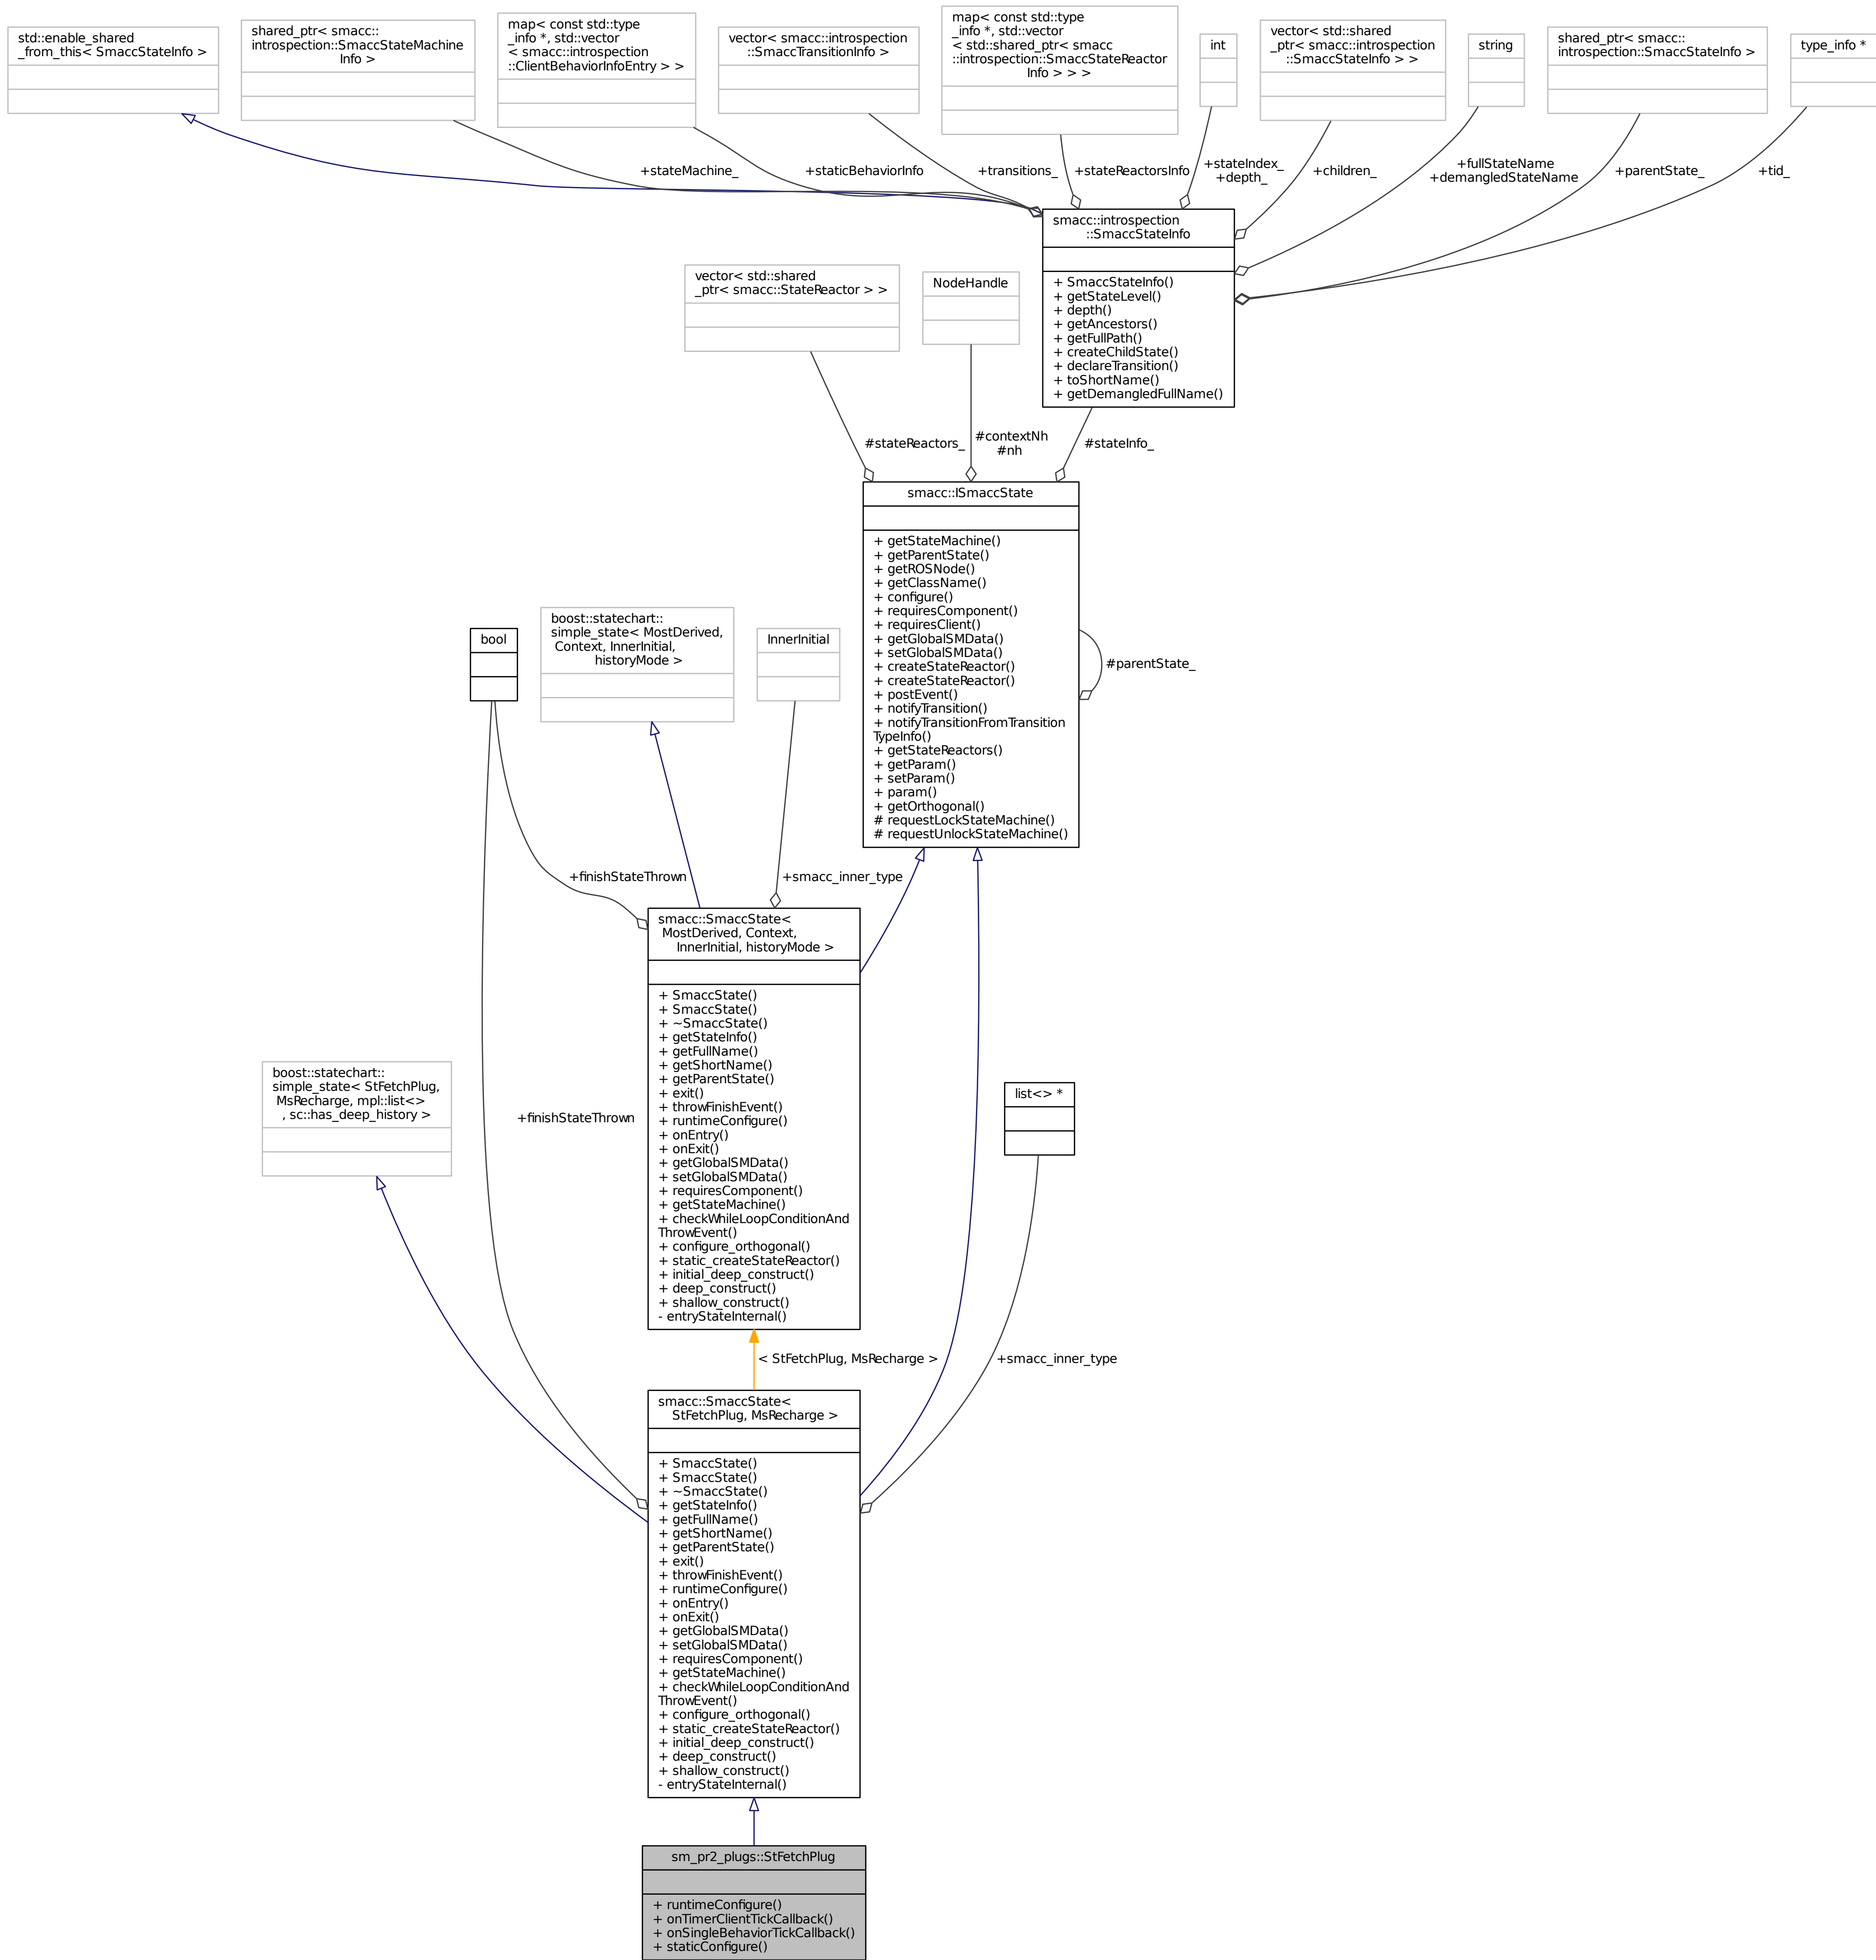 std::enable_shared
_from_this< SmaccStateInfo >
shared_ptr< smacc::
introspection::SmaccStateMachine
Info >
map< const std::type
_info *, std::vector
< smacc::introspection
::ClientBehaviorInfoEntry > >
vector< smacc::introspection
::SmaccTransitionInfo >
map< const std::type
_info *, std::vector
< std::shared_ptr< smacc
::introspection::SmaccStateReactor
Info > > >
int
vector< std::shared
_ptr< smacc::introspection
::SmaccStateInfo > >
string
shared_ptr< smacc::
introspection::SmaccStateInfo >
type_info *
+stateMachine_
+staticBehaviorInfo
+transitions_
+stateReactorsInfo
+stateIndex_
+depth_
+children_
+fullStateName
+demangledStateName
+parentState_
+tid_
smacc::introspection
::SmaccStateInfo
+ SmaccStateInfo()
+ getStateLevel()
+ depth()
+ getAncestors()
+ getFullPath()
+ createChildState()
+ declareTransition()
+ toShortName()
+ getDemangledFullName()
vector< std::shared
_ptr< smacc::StateReactor > >
NodeHandle
#stateReactors_
#contextNh
#nh
#stateInfo_
smacc::ISmaccState
+ getStateMachine()
+ getParentState()
+ getROSNode()
+ getClassName()
+ configure()
+ requiresComponent()
+ requiresClient()
+ getGlobalSMData()
+ setGlobalSMData()
+ createStateReactor()
+ createStateReactor()
+ postEvent()
+ notifyTransition()
+ notifyTransitionFromTransition
TypeInfo()
+ getStateReactors()
+ getParam()
+ setParam()
+ param()
+ getOrthogonal()
# requestLockStateMachine()
# requestUnlockStateMachine()
#parentState_
bool
boost::statechart::
simple_state< MostDerived,
Context, InnerInitial,
historyMode >
InnerInitial
+finishStateThrown
+smacc_inner_type
smacc::SmaccState<
MostDerived, Context,
InnerInitial, historyMode >
+ SmaccState()
+ SmaccState()
+ ~SmaccState()
+ getStateInfo()
+ getFullName()
+ getShortName()
+ getParentState()
+ exit()
+ throwFinishEvent()
+ runtimeConfigure()
+ onEntry()
+ onExit()
+ getGlobalSMData()
+ setGlobalSMData()
+ requiresComponent()
+ getStateMachine()
+ checkWhileLoopConditionAnd
ThrowEvent()
+ configure_orthogonal()
+ static_createStateReactor()
+ initial_deep_construct()
+ deep_construct()
+ shallow_construct()
- entryStateInternal()
boost::statechart::
simple_state< StFetchPlug,
MsRecharge, mpl::list<>
, sc::has_deep_history >
+finishStateThrown
list<> *
< StFetchPlug, MsRecharge >
+smacc_inner_type
smacc::SmaccState<
StFetchPlug, MsRecharge >
+ SmaccState()
+ SmaccState()
+ ~SmaccState()
+ getStateInfo()
+ getFullName()
+ getShortName()
+ getParentState()
+ exit()
+ throwFinishEvent()
+ runtimeConfigure()
+ onEntry()
+ onExit()
+ getGlobalSMData()
+ setGlobalSMData()
+ requiresComponent()
+ getStateMachine()
+ checkWhileLoopConditionAnd
ThrowEvent()
+ configure_orthogonal()
+ static_createStateReactor()
+ initial_deep_construct()
+ deep_construct()
+ shallow_construct()
- entryStateInternal()
sm_pr2_plugs::StFetchPlug
+ runtimeConfigure()
+ onTimerClientTickCallback()
+ onSingleBehaviorTickCallback()
+ staticConfigure()